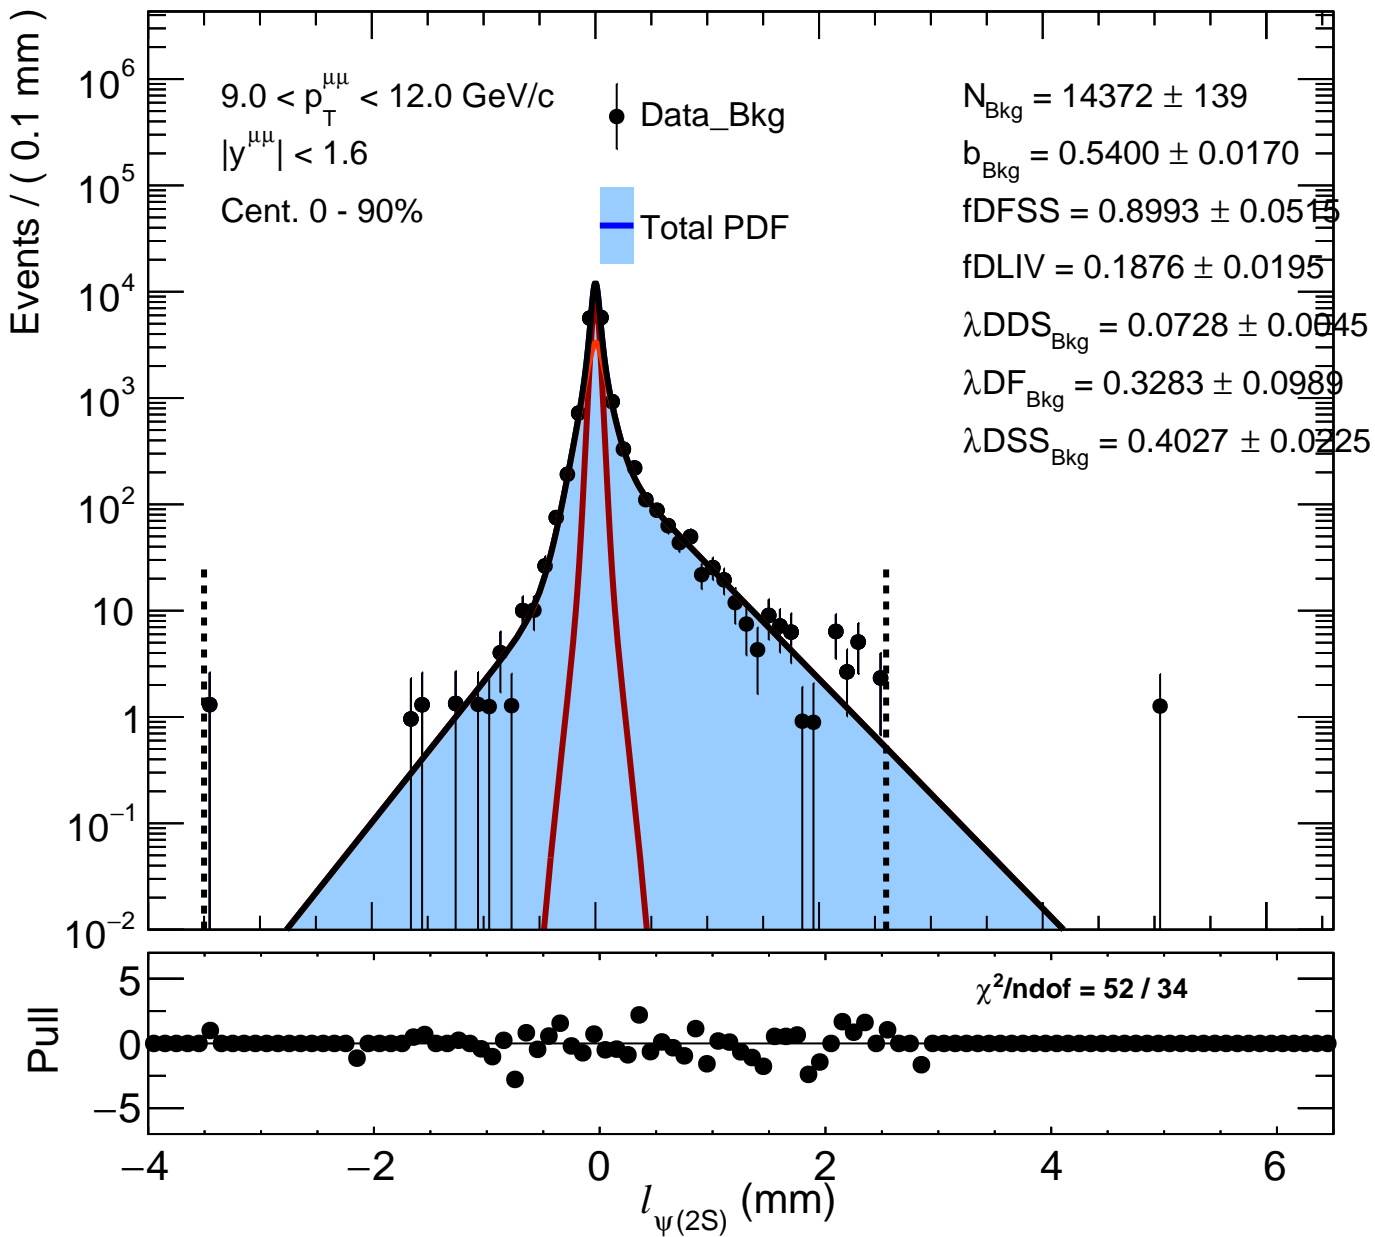 Events / ( 0.1 mm )
10^6
10^5
10^4
10^3
10^2
10
1
10^−1
10^−2
9.0 < p_T^μμ < 12.0 GeV/c
|y^μμ| < 1.6
Cent. 0 - 90%
Data_Bkg
Total PDF
N_Bkg = 14372 ± 139
b_Bkg = 0.5400 ± 0.0170
fDFSS = 0.8993 ± 0.0515
fDLIV = 0.1876 ± 0.0195
λDDS_Bkg = 0.0728 ± 0.0045
λDF_Bkg = 0.3283 ± 0.0989
λDSS_Bkg = 0.4027 ± 0.0225
Pull
5
0
−5
χ²/ndof = 52 / 34
−4 −2 0 2 4 6
l_ψ(2S) (mm)